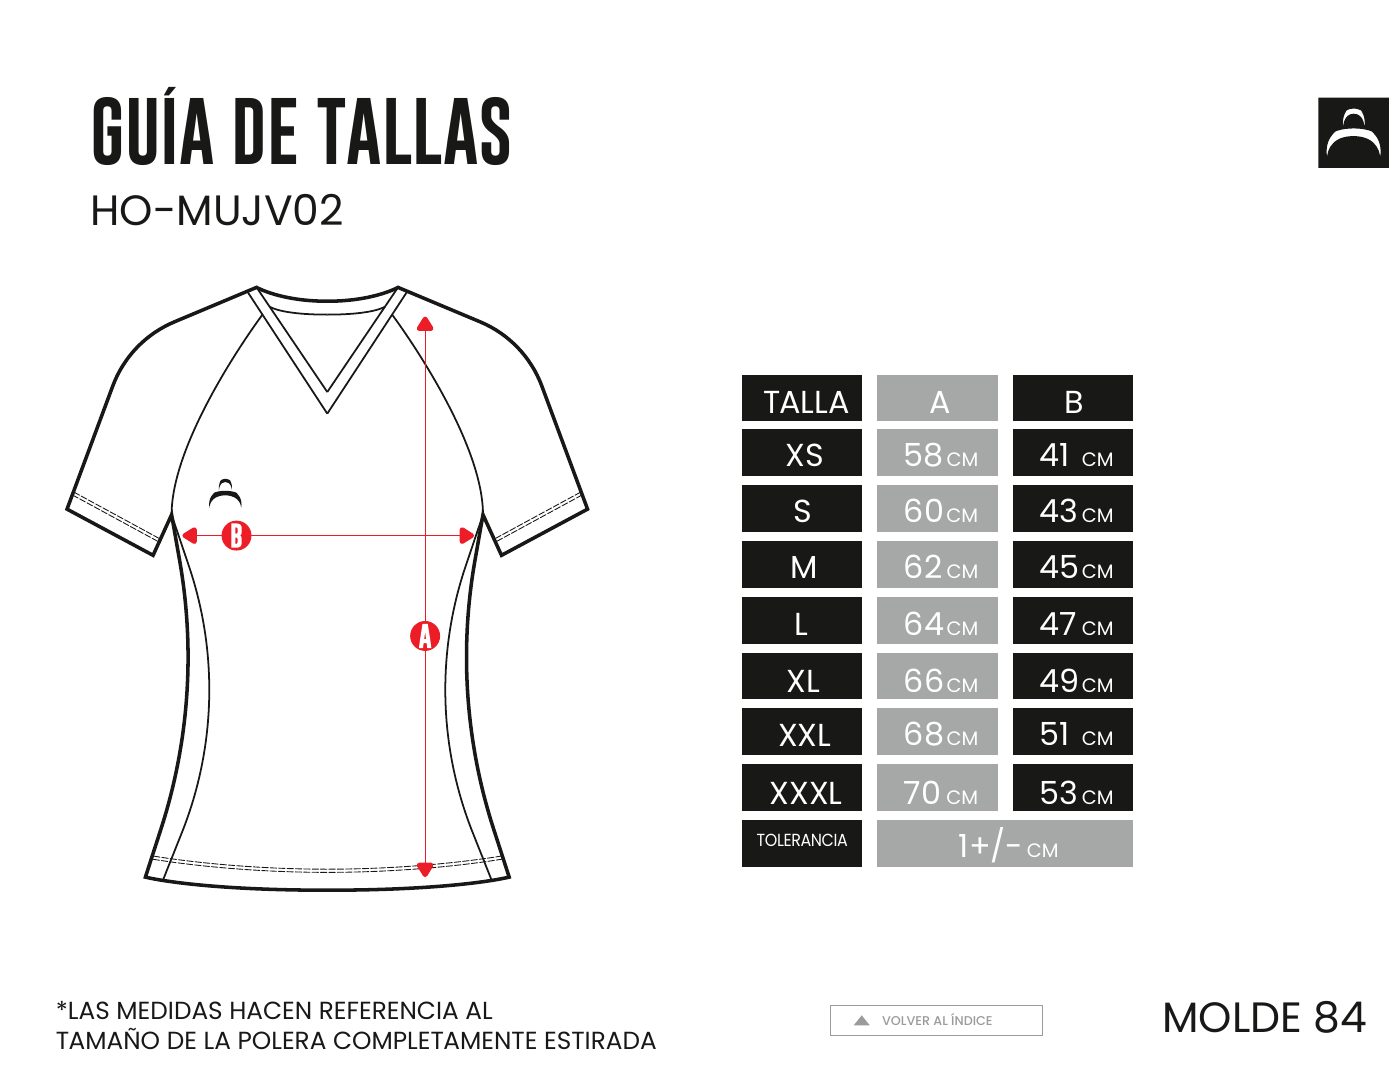 GUÍA DE TALLAS
HO-MUJV02
B
A
TALLA A B
XS 58 CM 41 CM
S 60 CM 43 CM
M 62 CM 45 CM
L 64 CM 47 CM
XL 66 CM 49 CM
XXL 68 CM 51 CM
XXXL 70 CM 53 CM
TOLERANCIA 1+/- CM
*LAS MEDIDAS HACEN REFERENCIA AL
TAMAÑO DE LA POLERA COMPLETAMENTE ESTIRADA
VOLVER AL ÍNDICE
MOLDE 84